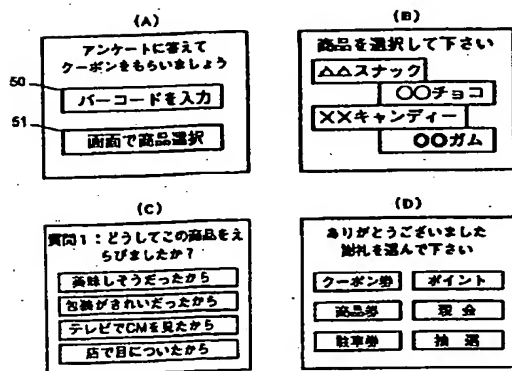 (A)
アンケートに答えて
クーポンをもらいましょう
50
バーコードを入力
51
画面で商品選択
(B)
商品を選択して下さい
△△スナック
○○チョコ
××キャンディー
○○ガム
(C)
質問1：どうしてこの商品をえ
らびましたか？
美味しそうだったから
包装がきれいだったから
テレビでCMを見たから
店で目についたから
(D)
ありがとうございました
謝礼を選んで下さい
クーポン券
ポイント
商品券
現金
駐車券
抽選